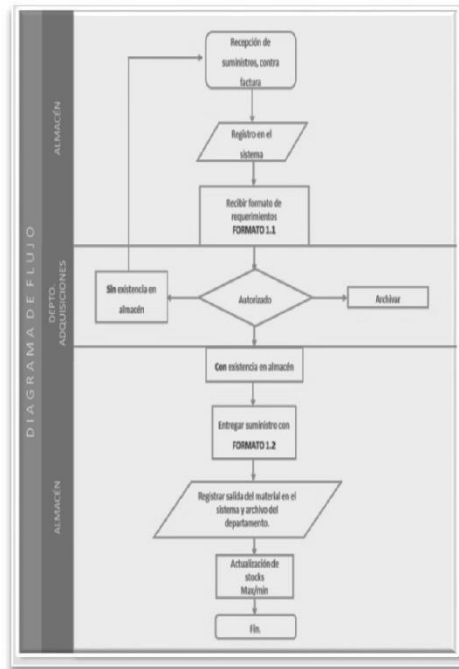 DIAGRAMA DE FLUJO
ALMACÉN
Recepción de
suministros, contra
factura
Registro en el
sistema
Recibir formato de
requerimientos
FORMATO 1.1
DEPTO.
ADQUISICIONES
Sin existencia en
almacén
Autorizado
Archivar
ALMACÉN
Con existencia en almacén
Entregar suministro con
FORMATO 1.2
Registrar salida del material en el
sistema y archivo del
departamento.
Actualización de
stocks
Max/min
Fin.